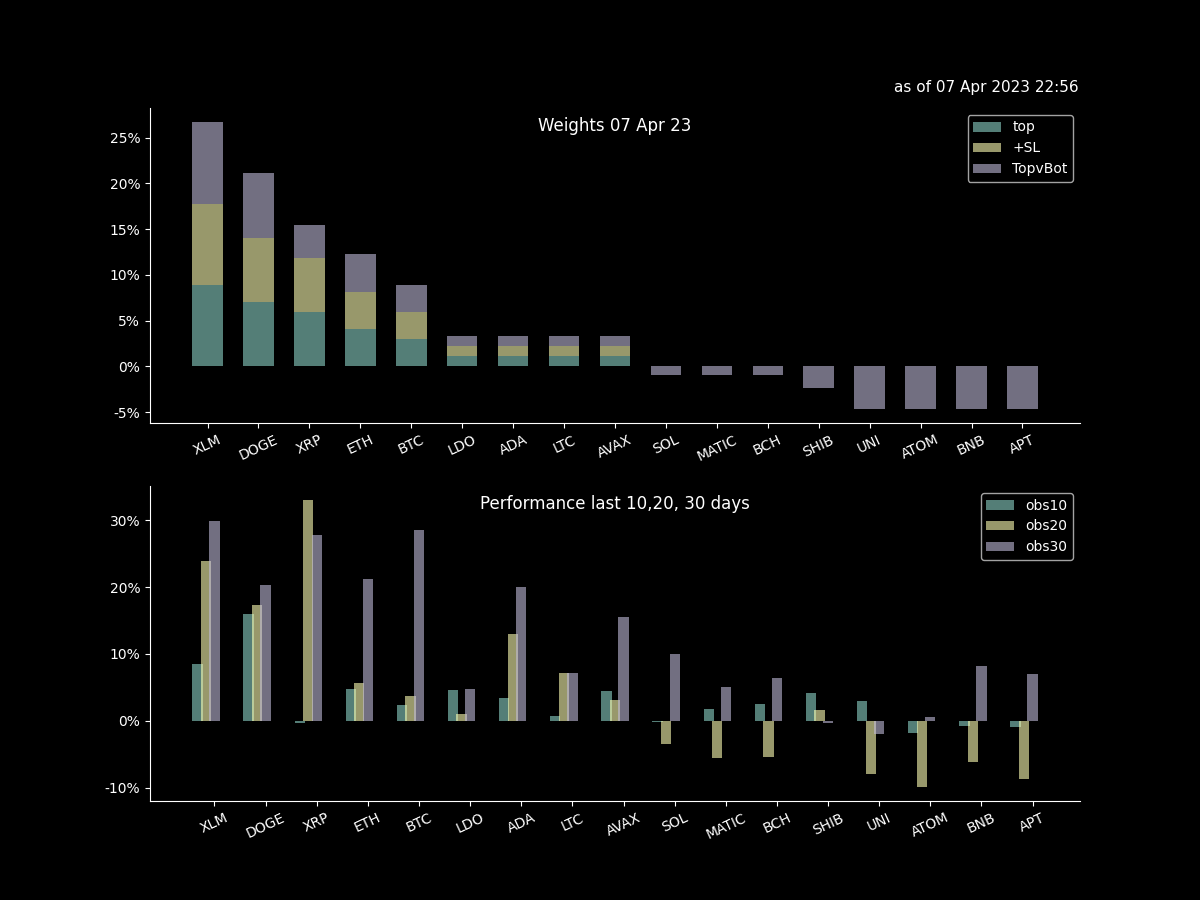 as of 07 Apr 2023 22:56
Weights 07 Apr 23
top
+SL
TopvBot
25%
20%
15%
10%
5%
0%
-5%
XLM DOGE XRP ETH BTC LDO ADA LTC AVAX SOL MATIC BCH SHIB UNI ATOM BNB APT
Performance last 10,20, 30 days
obs10
obs20
obs30
30%
20%
10%
0%
-10%
XLM DOGE XRP ETH BTC LDO ADA LTC AVAX SOL MATIC BCH SHIB UNI ATOM BNB APT